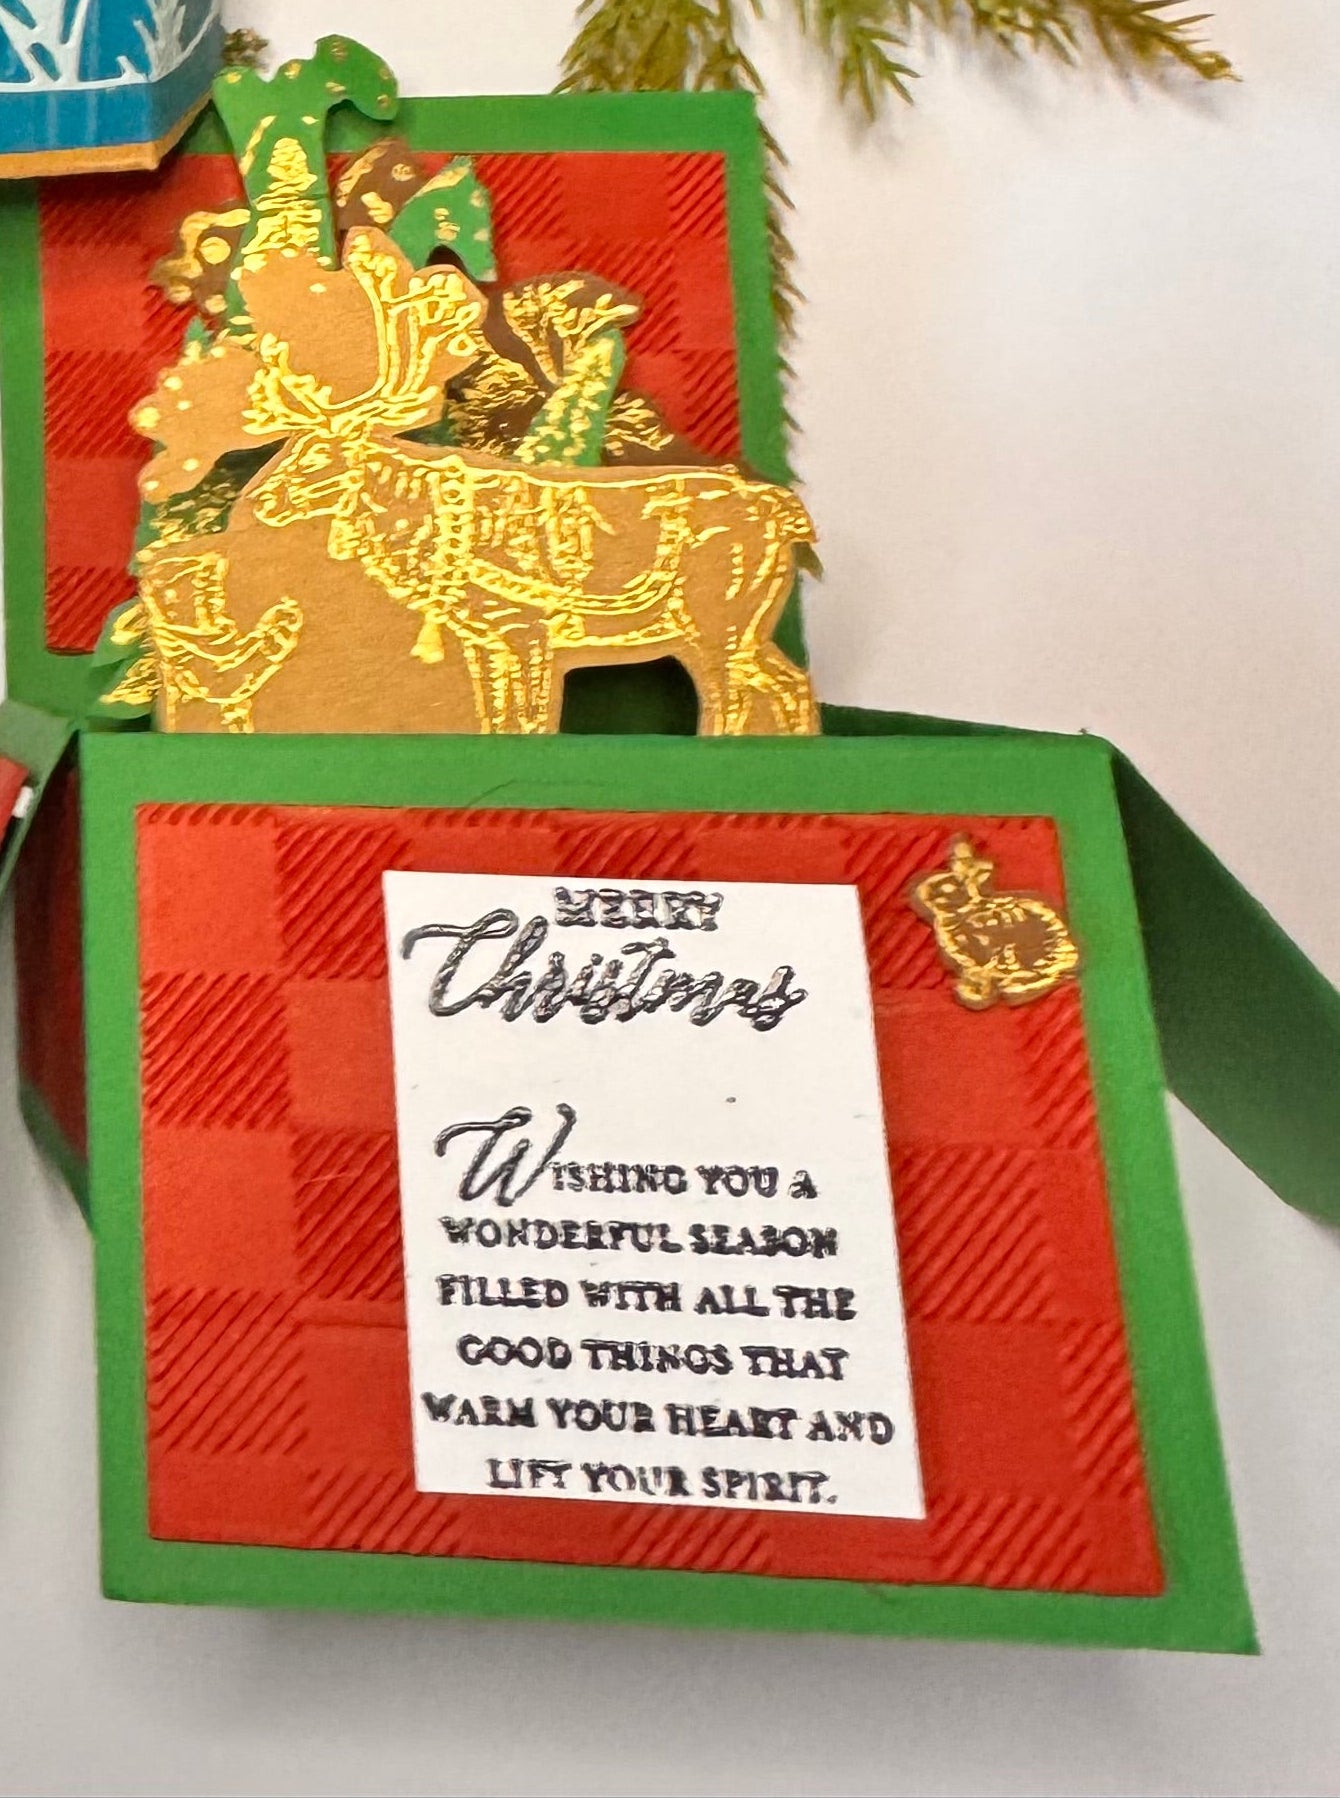 MERRY
Christmas
WISHING YOU A
WONDERFUL SEASON
FILLED WITH ALL THE
GOOD THINGS THAT
WARM YOUR HEART AND
LIFT YOUR SPIRIT.